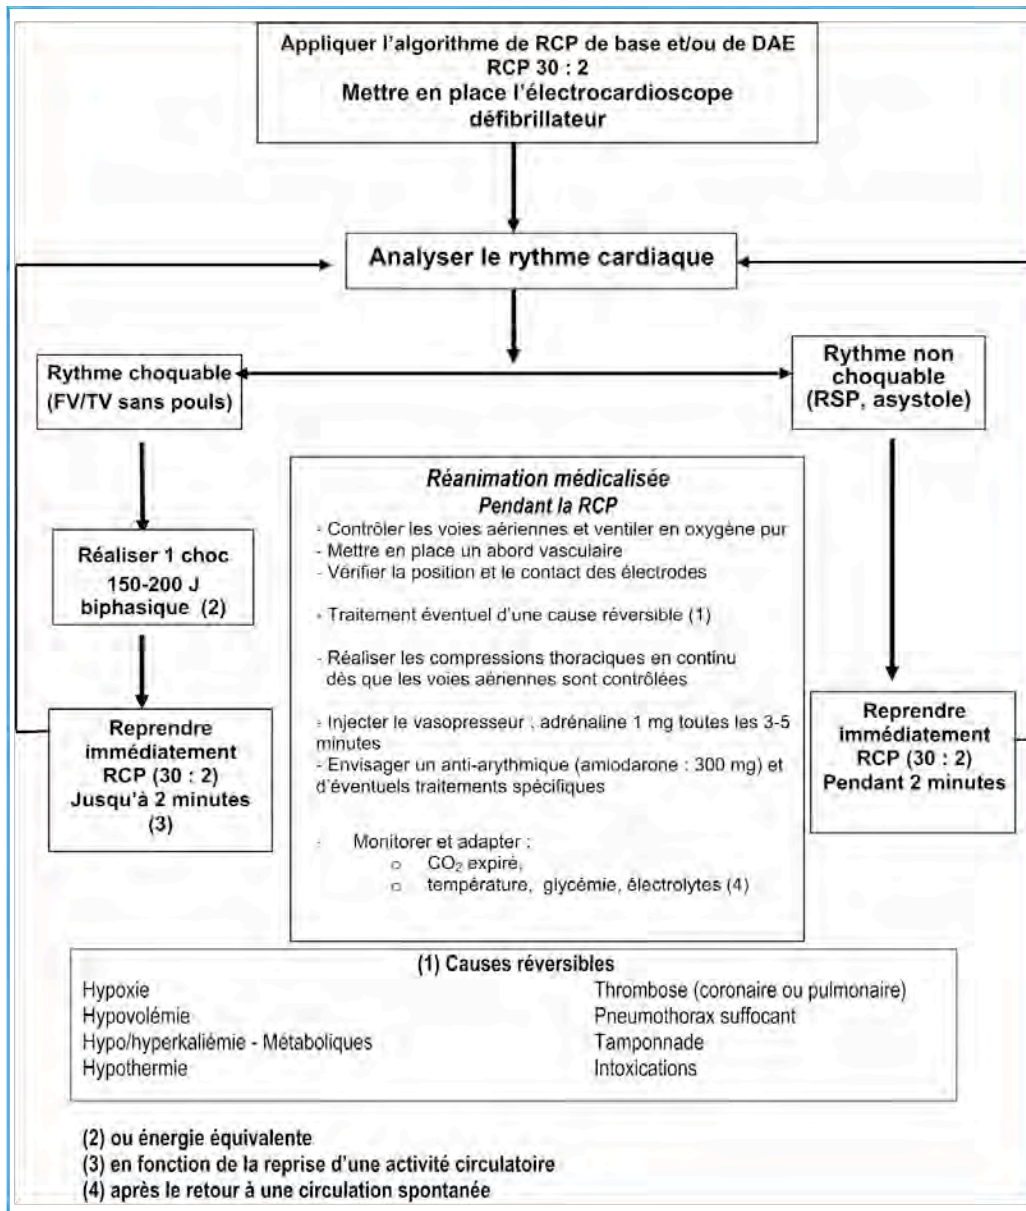 Appliquer l'algorithme de RCP de base et/ou de DAE
RCP 30 : 2
Mettre en place l'électrocardioscope
défibrillateur
Analyser le rythme cardiaque
Rythme choquable
(FV/TV sans pouls)
Rythme non
choquable
(RSP, asystole)
Réaliser 1 choc
150-200 J
biphasique (2)
Reprendre
immédiatement
RCP (30 : 2)
Jusqu'à 2 minutes
(3)
Réanimation médicalisée
Pendant la RCP
- Contrôler les voies aériennes et ventiler en oxygène pur
- Mettre en place un abord vasculaire
- Vérifier la position et le contact des électrodes
- Traitement éventuel d'une cause réversible (1)
- Réaliser les compressions thoraciques en continu
dès que les voies aériennes sont contrôlées
- Injecter le vasopresseur : adrénaline 1 mg toutes les 3-5
minutes
- Envisager un anti-arythmique (amiodarone : 300 mg) et
d'éventuels traitements spécifiques
- Monitorer et adapter :
o CO₂ expiré,
o température, glycémie, électrolytes (4)
Reprendre
immédiatement
RCP (30 : 2)
Pendant 2 minutes
(1) Causes réversibles
Hypoxie
Hypovolémie
Hypo/hyperkaliémie - Métaboliques
Hypothermie
Thrombose (coronaire ou pulmonaire)
Pneumothorax suffocant
Tamponnade
Intoxications
(2) ou énergie équivalente
(3) en fonction de la reprise d'une activité circulatoire
(4) après le retour à une circulation spontanée